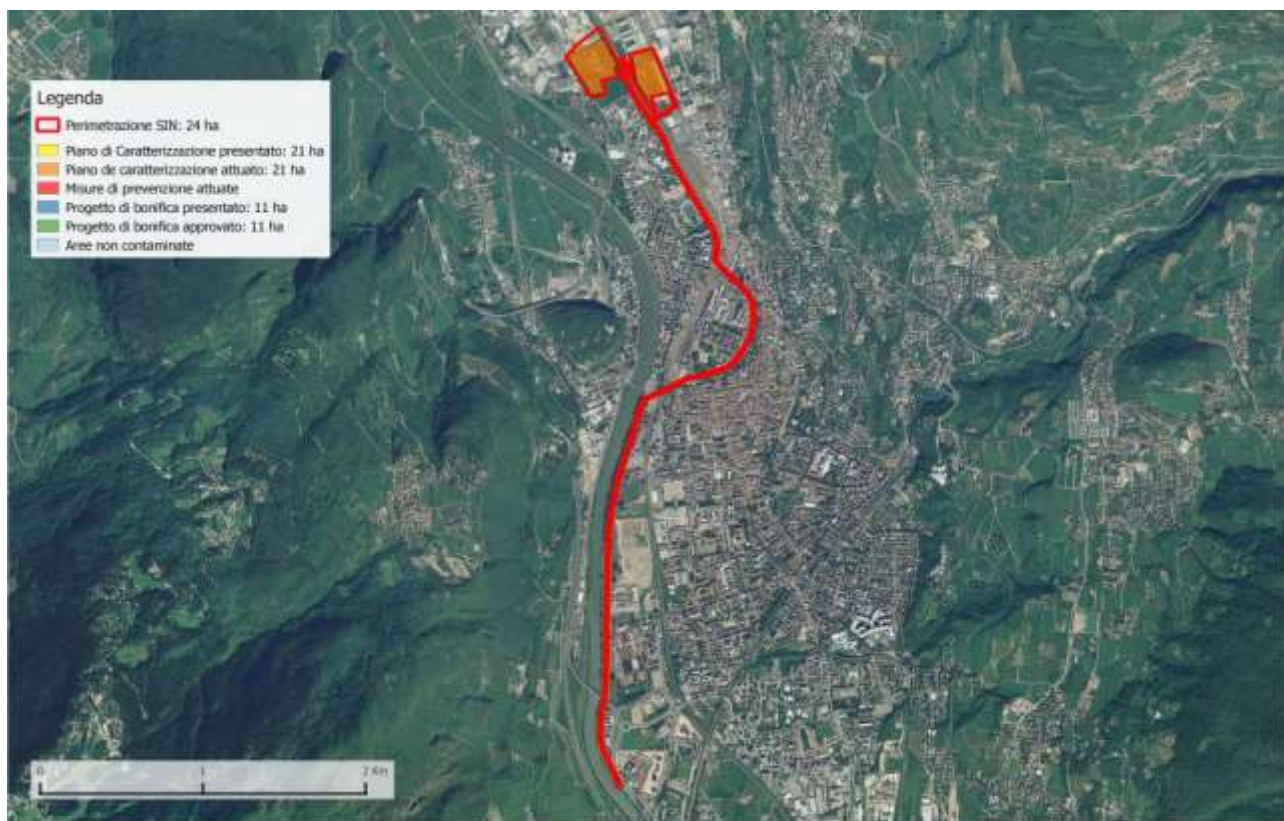 Legenda
Perimetrazione SIN: 24 ha
Piano di Caratterizzazione presentato: 21 ha
Piano de caratterizzazione attuato: 21 ha
Misure di prevenzione attuate
Progetto di bonifica presentato: 11 ha
Progetto di bonifica approvato: 11 ha
Aree non contaminate
0 1 2 Km